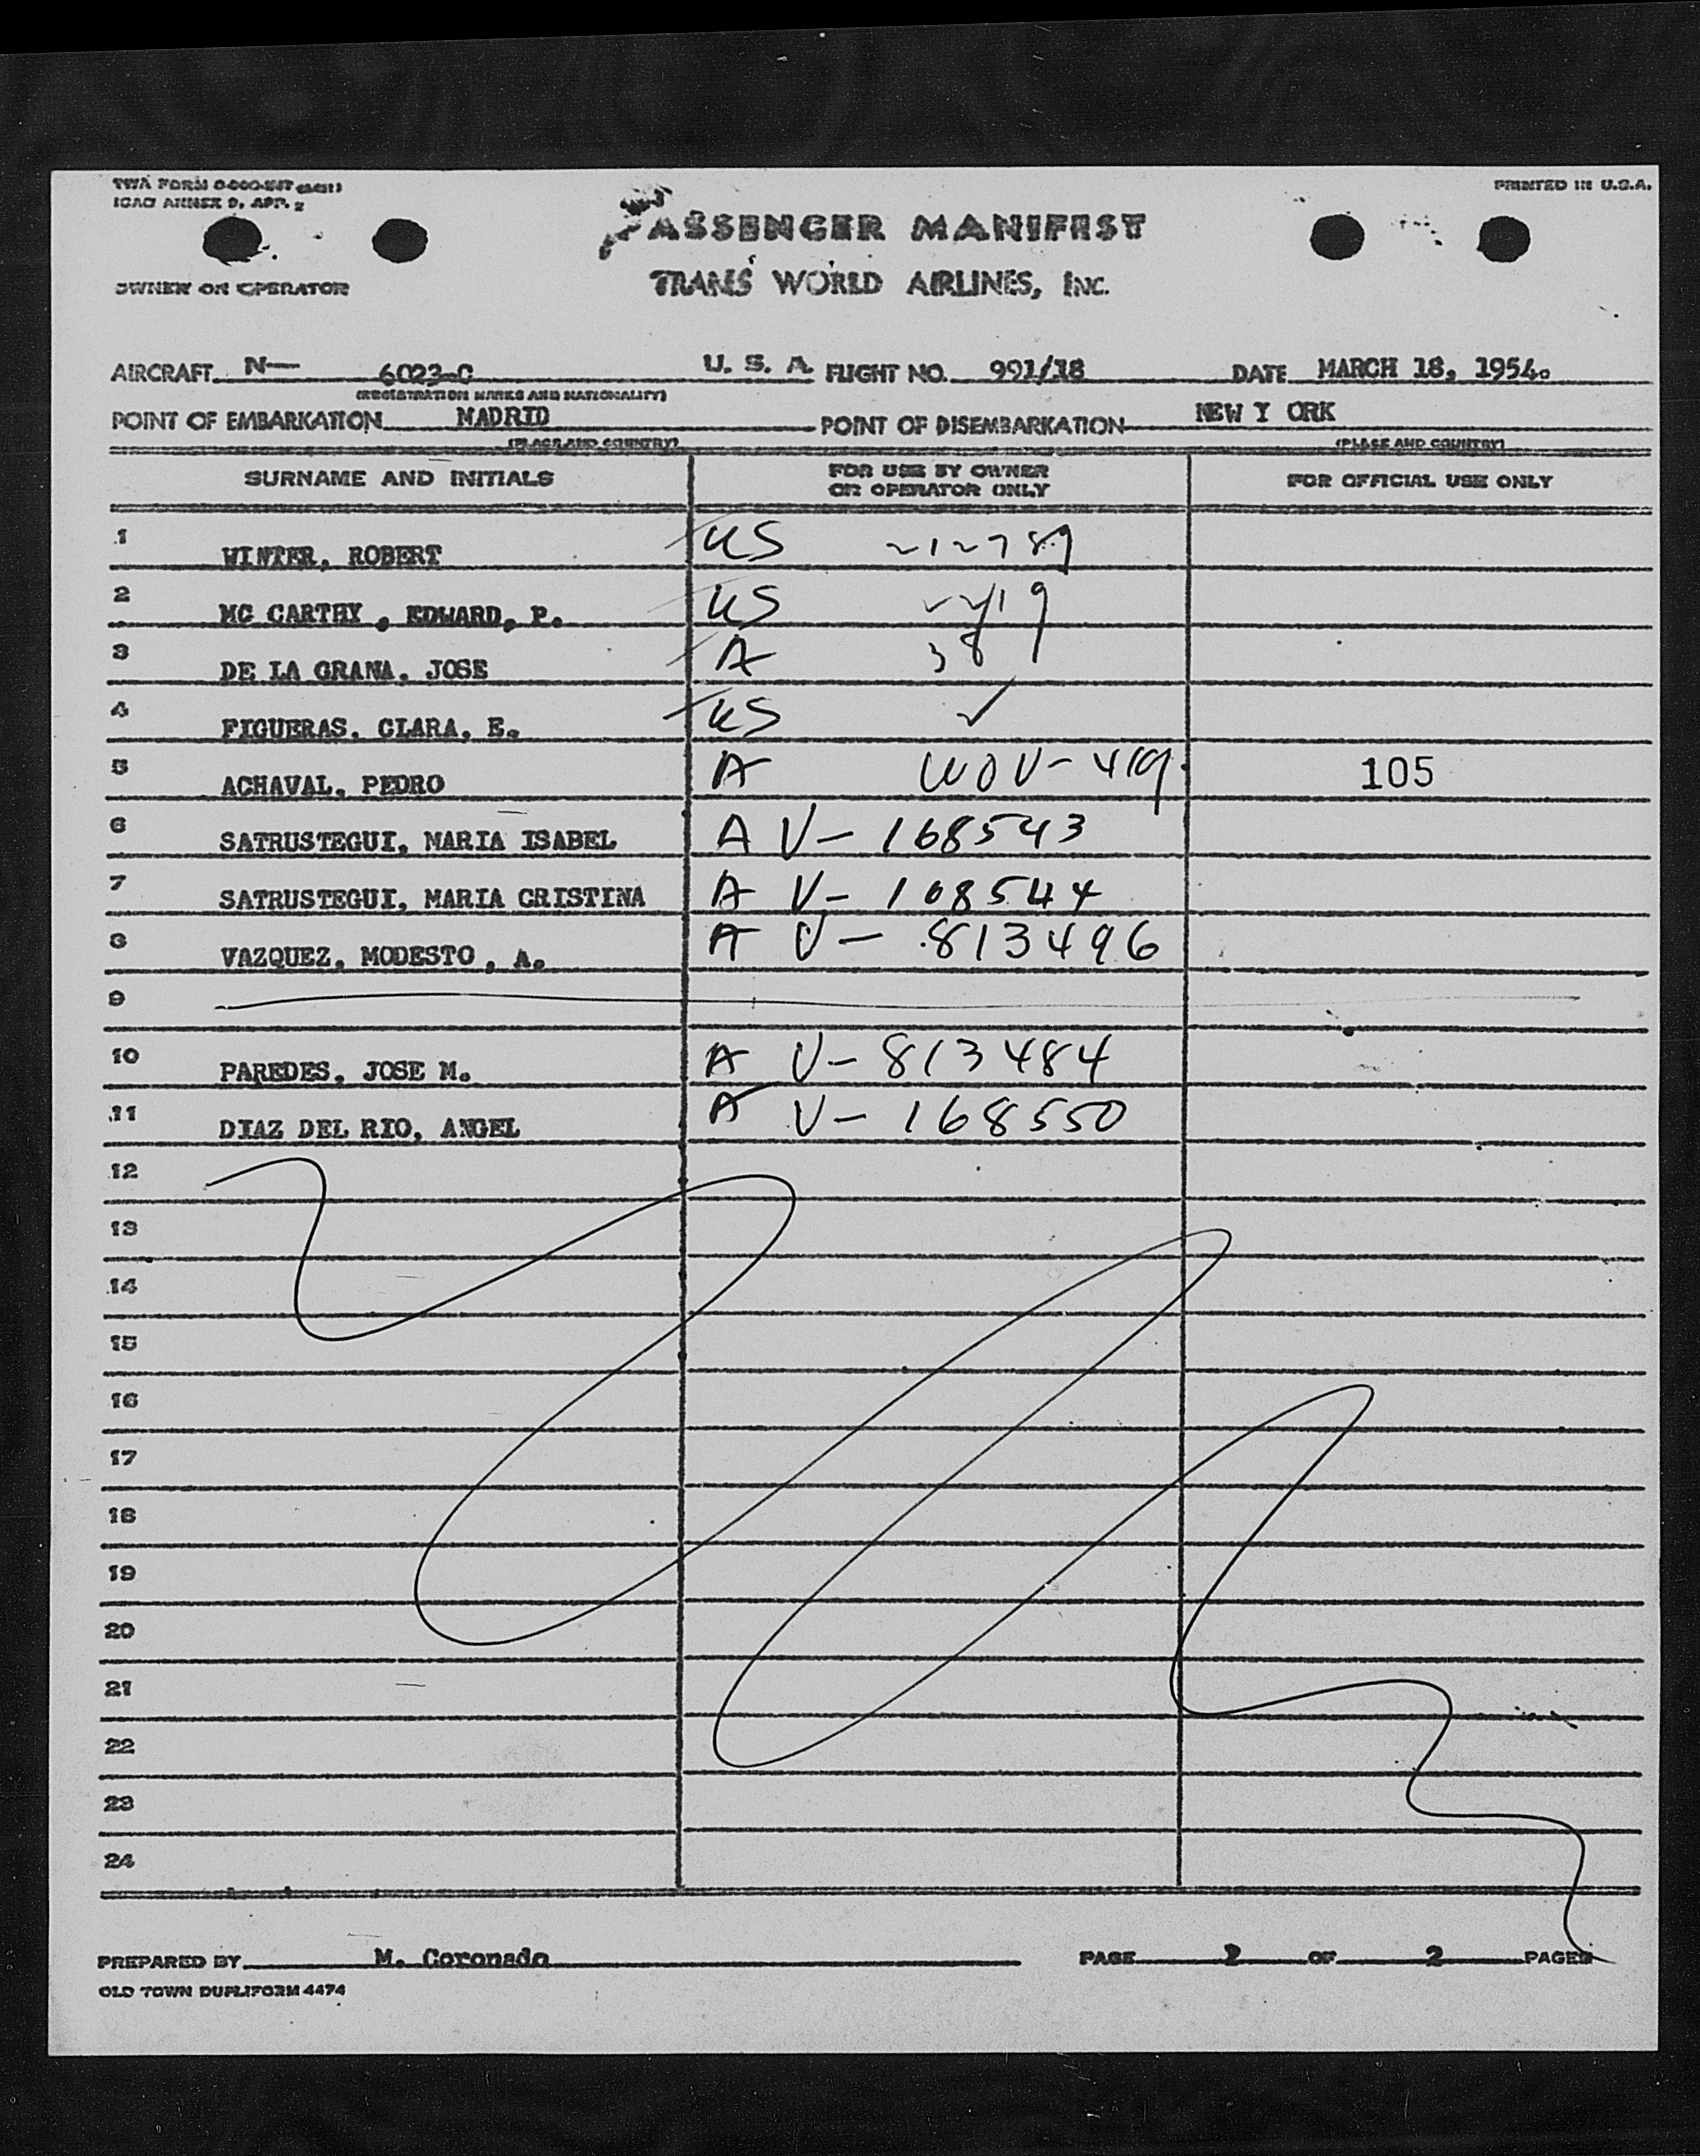 ICAO ANNEX 9, APP. 2
PRINTED IN U.S.A.
PASSENGER MANIFEST
OWNER OR OPERATOR
TRANS WORLD AIRLINES, INC.
AIRCRAFT N— 6023-C U. S. A. FLIGHT NO. 991/18 DATE MARCH 18, 1954.
(REGISTRATION MARKS AND NATIONALITY)
POINT OF EMBARKATION MADRID POINT OF DISEMBARKATION NEW Y ORK
(PLACE AND COUNTRY) (PLACE AND COUNTRY)
SURNAME AND INITIALS FOR USE BY OWNER OR OPERATOR ONLY FOR OFFICIAL USE ONLY
1 WINTER, ROBERT US 212789
2 MC CARTHY , EDWARD, P. US
3 DE LA GRANA, JOSE A
4 FIGUERAS, CLARA, E. US ✓
5 ACHAVAL, PEDRO A 105
6 SATRUSTEGUI, MARIA ISABEL A V- 168543
7 SATRUSTEGUI, MARIA CRISTINA A V- 168544
8 VAZQUEZ, MODESTO , A. A V- 813496
9
10 PAREDES, JOSE M. A V- 813484
11 DIAZ DEL RIO, ANGEL A V- 168550
12
13
14
15
16
17
18
19
20
21
22
23
24
PREPARED BY M. Coronado PAGE 2 OF 2 PAGES
OLD TOWN DUPLIFORM 4474